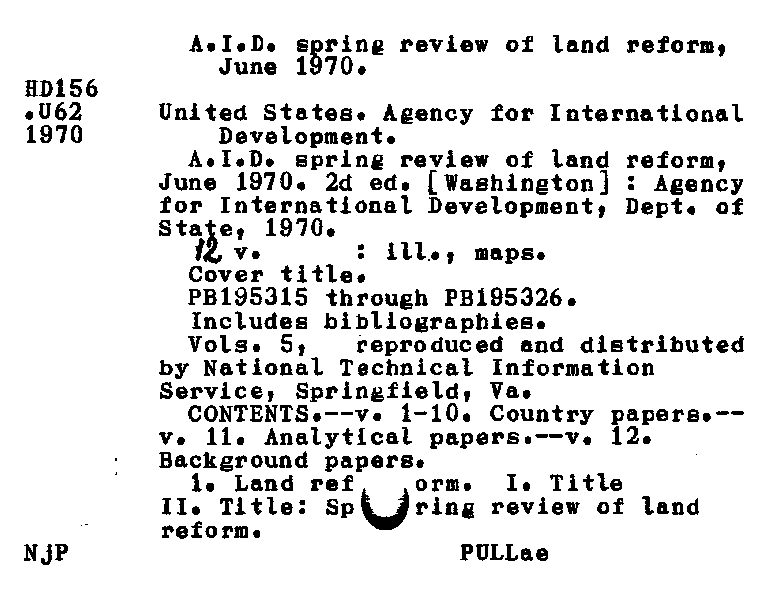 A.I.D. spring review of land reform,
June 1970.
HD156
.U62
1970
United States. Agency for International
Development.
A.I.D. spring review of land reform,
June 1970. 2d ed. [Washington] : Agency
for International Development, Dept. of
State, 1970.
12 v. : ill., maps.
Cover title.
PB195315 through PB195326.
Includes bibliographies.
Vols. 5, reproduced and distributed
by National Technical Information
Service, Springfield, Va.
CONTENTS.--v. 1-10. Country papers.--
v. 11. Analytical papers.--v. 12.
Background papers.
1. Land ref orm. I. Title
II. Title: Sp ring review of land
reform.
NjP PULLae